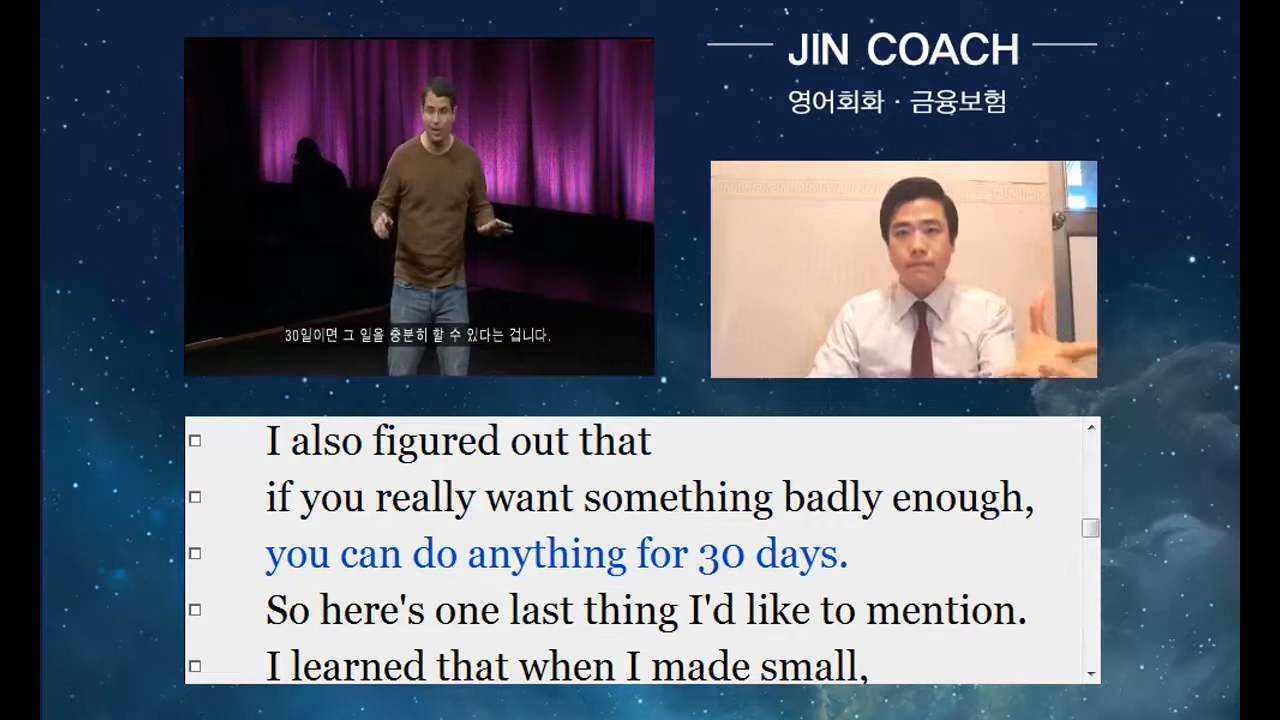 JIN COACH
영어회화 · 금융보험
30일이면 그 일을 충분히 할 수 있다는 겁니다.
I also figured out that
if you really want something badly enough,
you can do anything for 30 days.
So here's one last thing I'd like to mention.
I learned that when I made small,